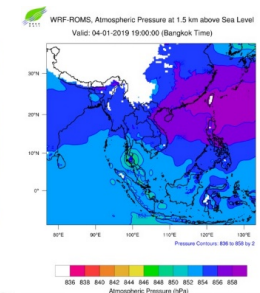 WRF-ROMS, Atmospheric Pressure at 1.5 km above Sea Level
Valid: 04-01-2019 19:00:00 (Bangkok Time)
30°N
20°N
10°N
0°
80°E 90°E 100°E 110°E 120°E 130°E
Pressure Contours: 838 to 858 by 2
836 838 840 842 844 846 848 850 852 854 856 858
Atmospheric Pressure (hPa)